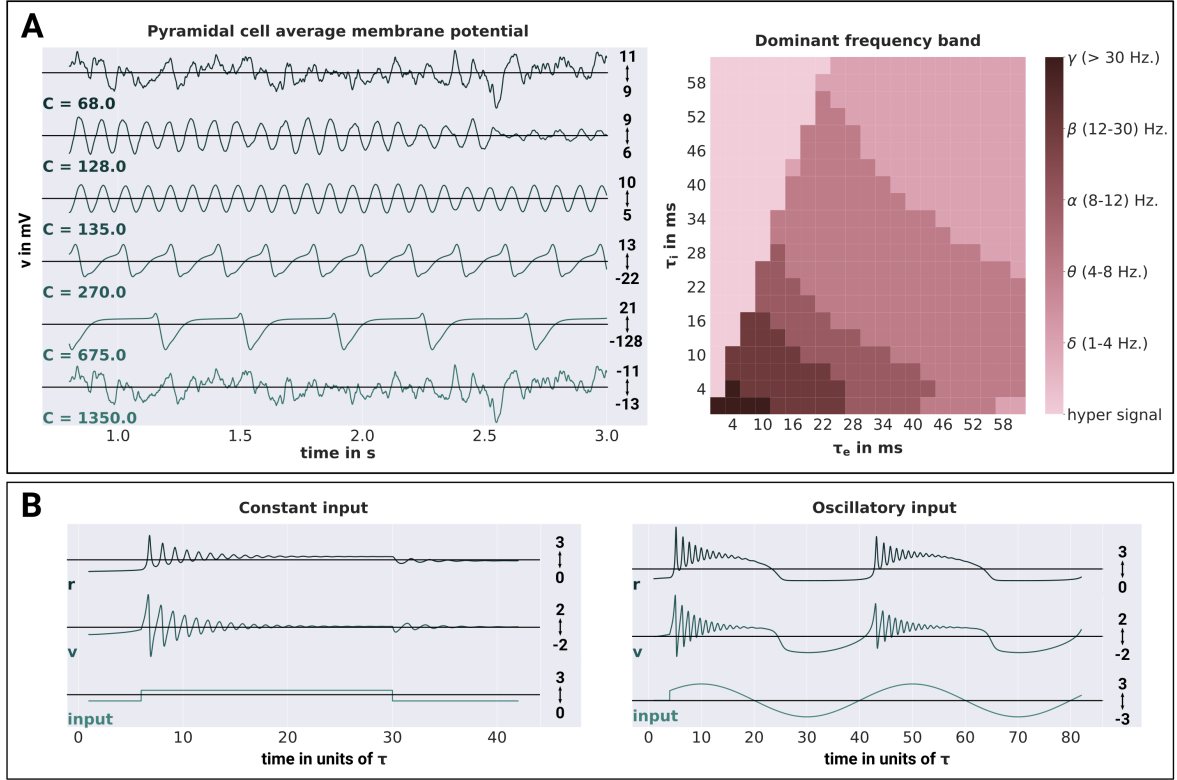 A
Pyramidal cell average membrane potential
v in mV
C = 68.0
11
9
C = 128.0
9
6
C = 135.0
10
5
C = 270.0
13
-22
C = 675.0
21
-128
C = 1350.0
-11
-13
1.0 1.5 2.0 2.5 3.0
time in s
Dominant frequency band
τi in ms
58
52
46
40
34
28
22
16
10
4
4 10 16 22 28 34 40 46 52 58
τe in ms
γ (> 30 Hz.)
β (12-30) Hz.
α (8-12) Hz.
θ (4-8 Hz.)
δ (1-4 Hz.)
hyper signal
B
Constant input
r
3
0
v
2
-2
input
3
0
0 10 20 30 40
time in units of τ
Oscillatory input
r
3
0
v
2
-2
input
3
-3
0 10 20 30 40 50 60 70 80
time in units of τ